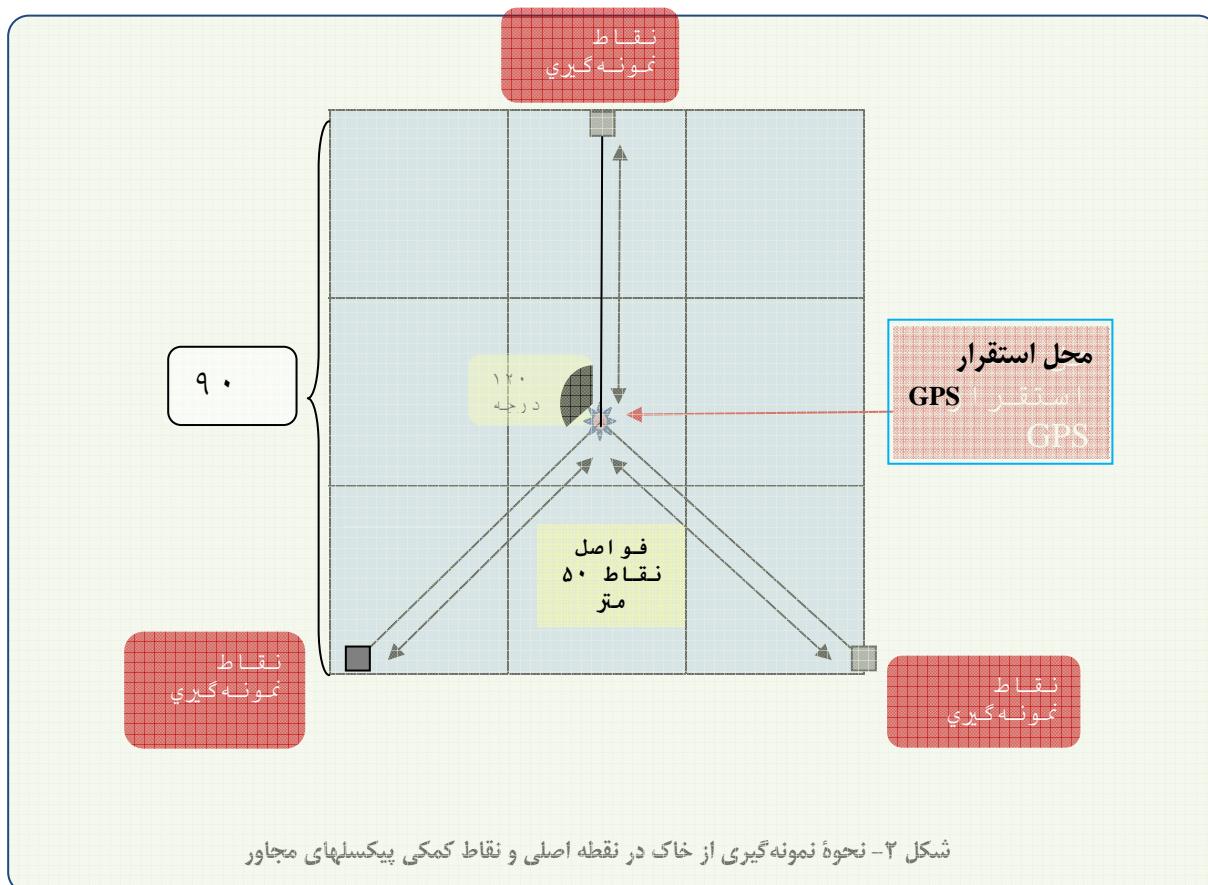 نقاط
نمونه‌گيري
محل استقرار
GPS
استقرار
GPS
۹۰
۱۲۰
درجه
فواصل
نقاط ۵۰
متر
نقاط
نمونه‌گيري
نقاط
نمونه‌گيري
شکل ۲- نحوۀ نمونه‌گیری از خاک در نقطه اصلی و نقاط کمکی پیکسلهای مجاور